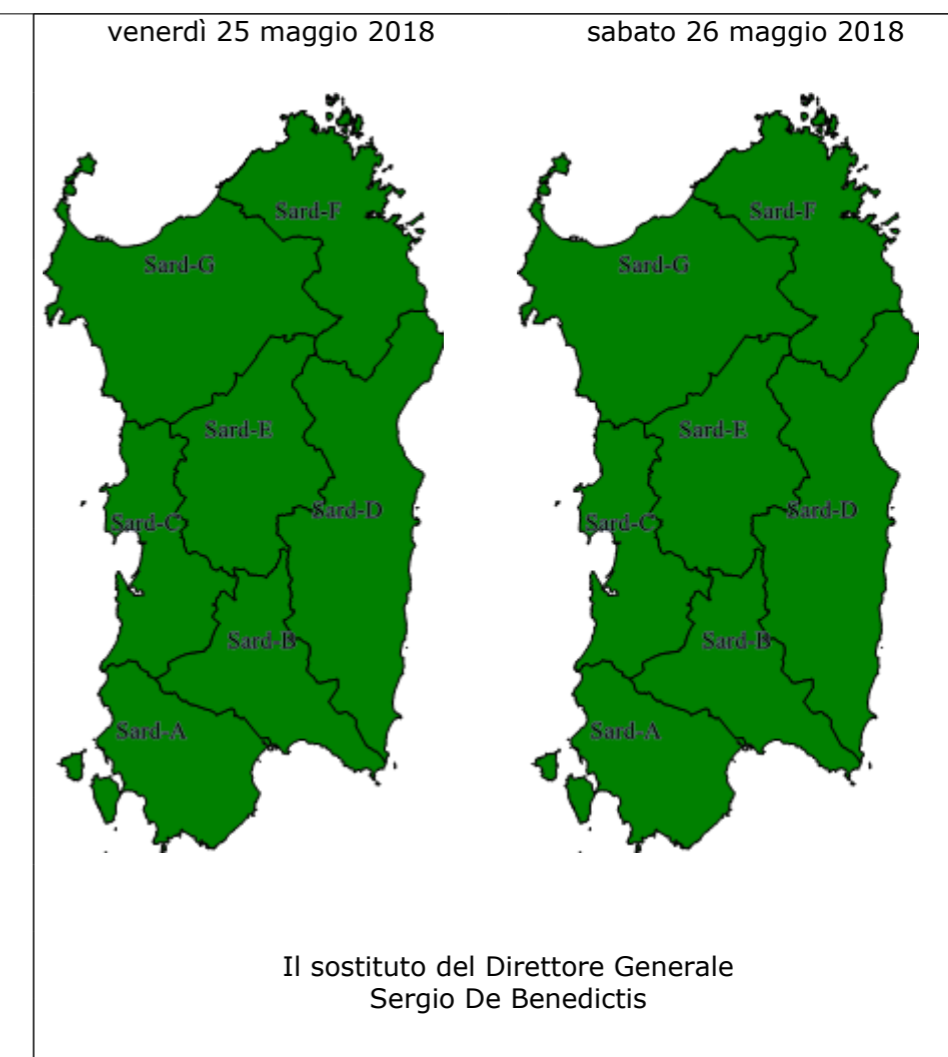 venerdì 25 maggio 2018
sabato 26 maggio 2018
Sard-F
Sard-G
Sard-E
Sard-D
Sard-C
Sard-B
Sard-A
Sard-F
Sard-G
Sard-E
Sard-D
Sard-C
Sard-B
Sard-A
Il sostituto del Direttore Generale
Sergio De Benedictis